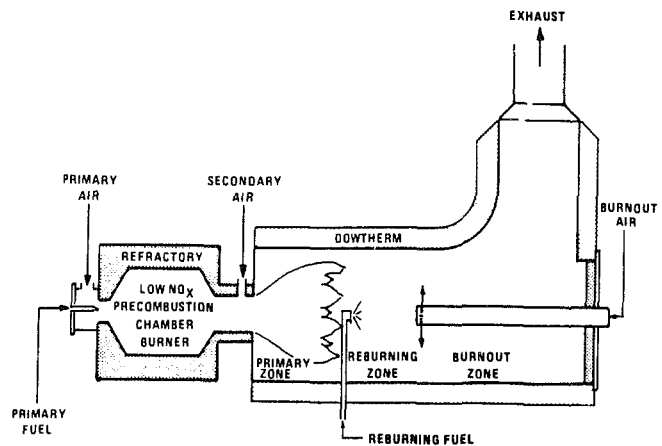 EXHAUST
PRIMARY
AIR
SECONDARY
AIR
BURNOUT
AIR
DOWTHERM
REFRACTORY
LOW NOX
PRECOMBUSTION
CHAMBER
BURNER
PRIMARY
ZONE
REBURNING
ZONE
BURNOUT
ZONE
PRIMARY
FUEL
REBURNING FUEL